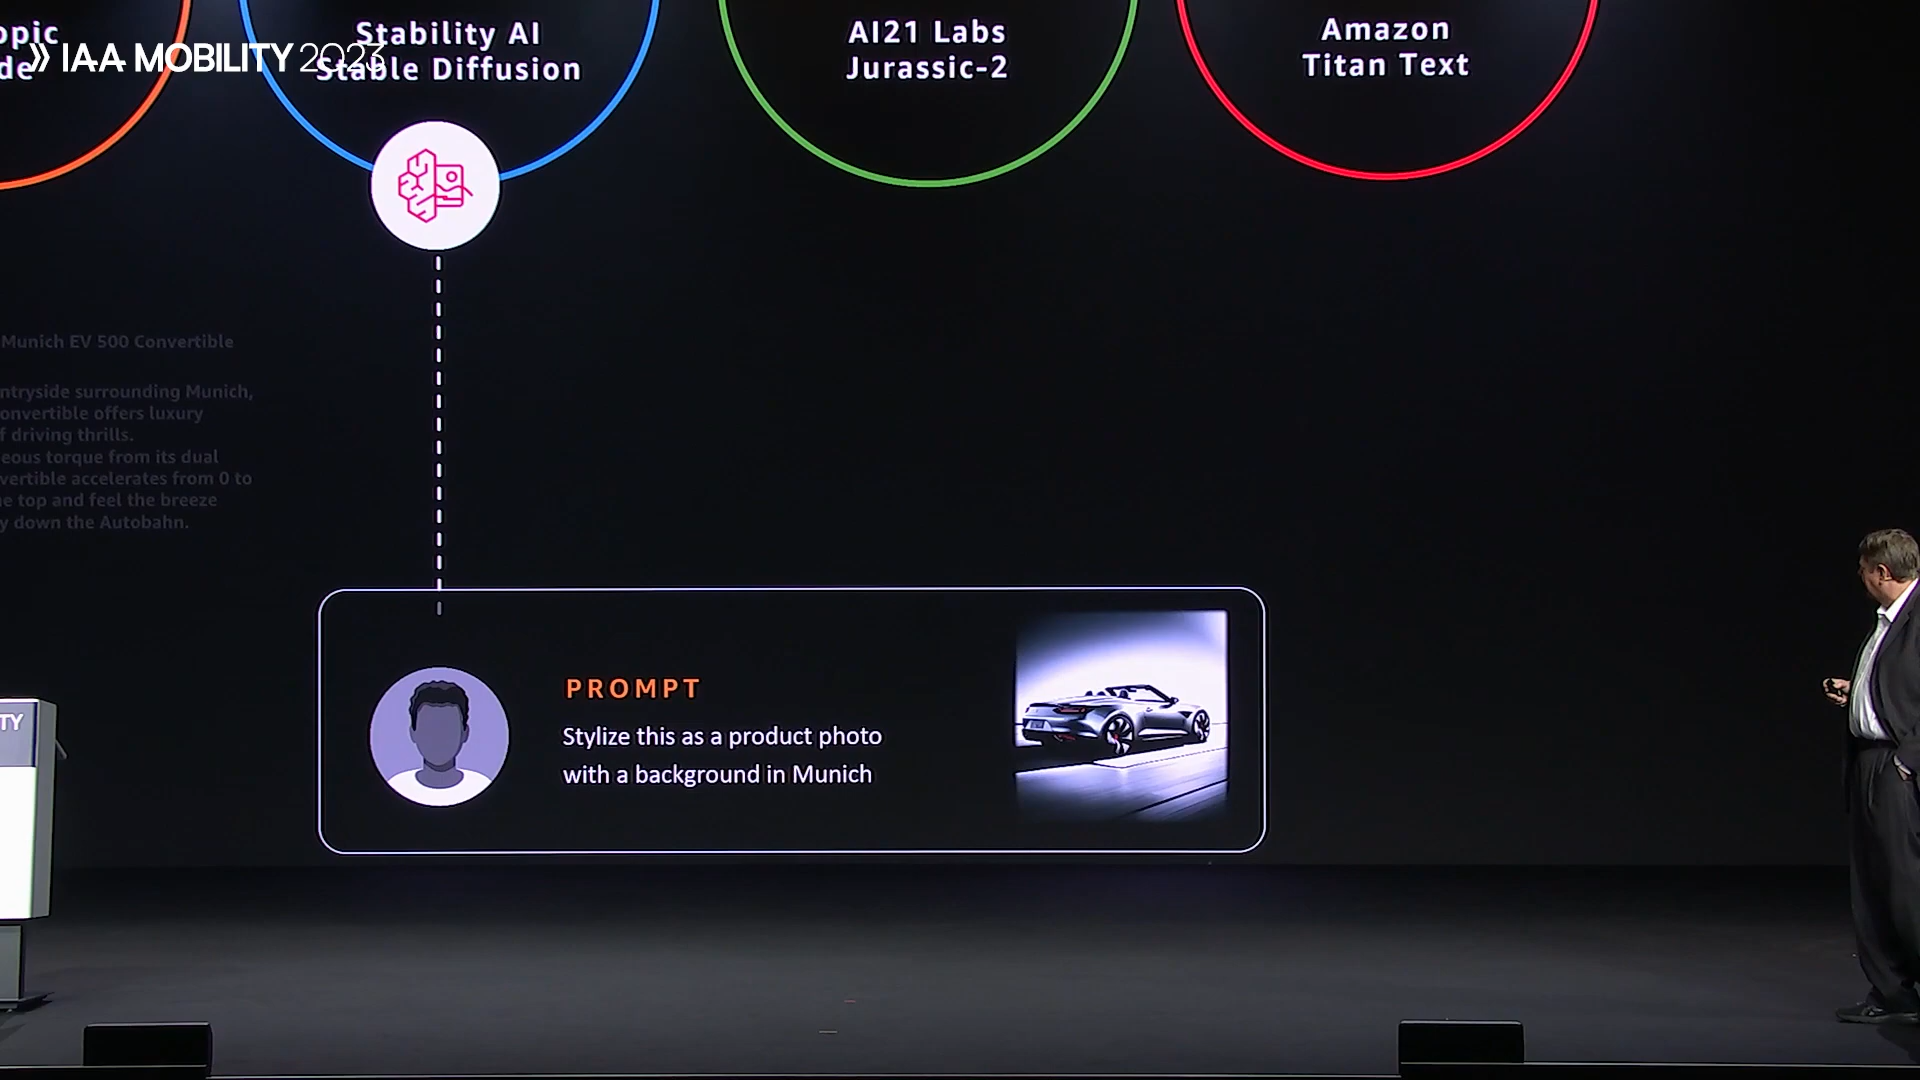 opic
de
IAA MOBILITY 2023
Stability AI
Stable Diffusion
AI21 Labs
Jurassic-2
Amazon
Titan Text
Munich EV 500 Convertible
ntryside surrounding Munich,
onvertible offers luxury
f driving thrills.
eous torque from its dual
vertible accelerates from 0 to
e top and feel the breeze
y down the Autobahn.
TY
PROMPT
Stylize this as a product photo
with a background in Munich